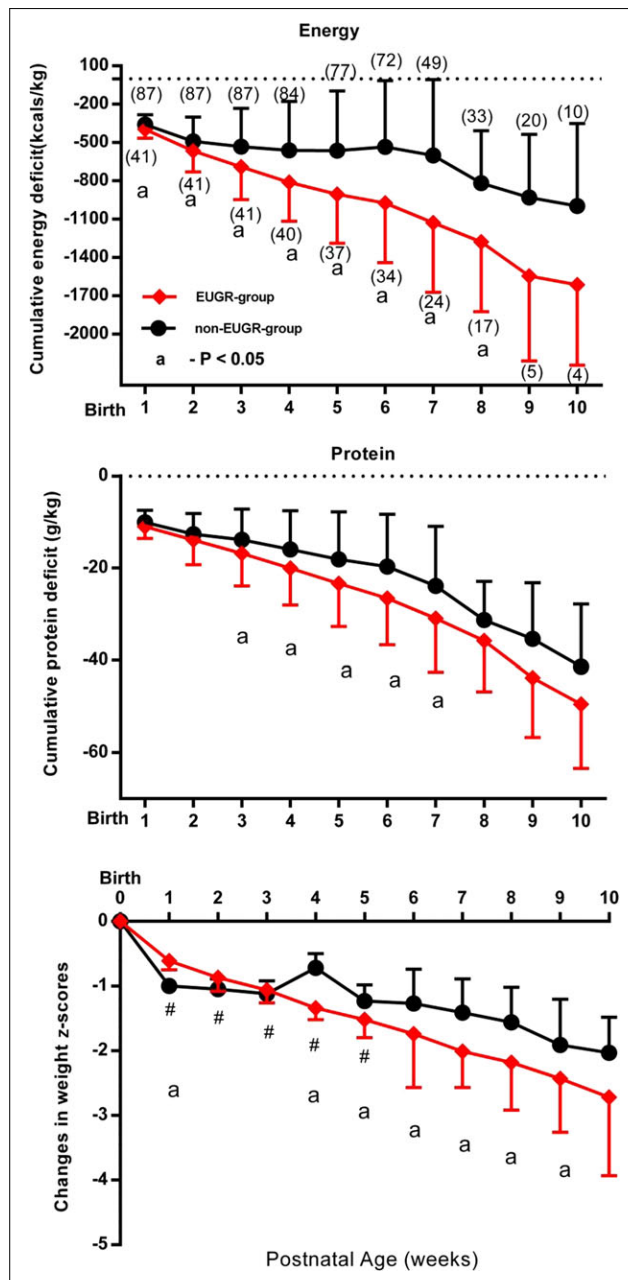 Energy
Cumulative energy deficit(kcals/kg)
100
-200
-500
-800
-1100
-1400
-1700
-2000
(87) (87) (87) (84) (77) (72) (49) (33) (20) (10)
(41) (41) (41) (40) (37) (34) (24) (17) (5) (4)
a a a a a a a a
EUGR-group
non-EUGR-group
a - P < 0.05
Birth 1 2 3 4 5 6 7 8 9 10
Protein
Cumulative protein deficit (g/kg)
0
-20
-40
-60
a a a a a
Birth 1 2 3 4 5 6 7 8 9 10
Birth
0 1 2 3 4 5 6 7 8 9 10
Changes in weight z-scores
0
-1
-2
-3
-4
-5
# # # # #
a a a a a a a
Postnatal Age (weeks)